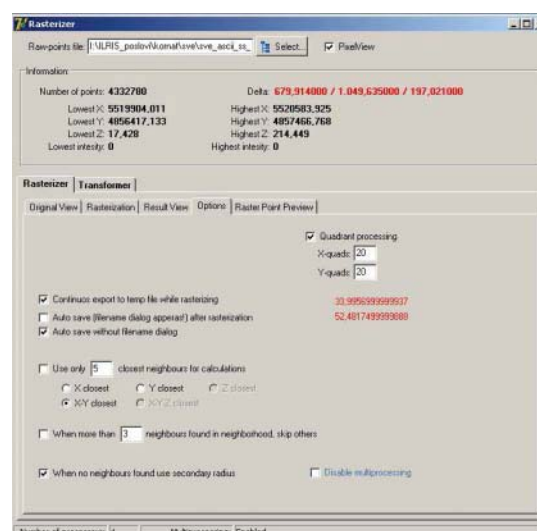 Rasterizer
Raw-points file: I:\ILRIS_poslovi\kornat\sve\sve_ascii_ss_ Select... PixelView
Information:
Number of points: 4332780 Delta: 679,914000 / 1.049,635000 / 197,021000
Lowest X: 5519904,011 Highest X: 5520583,925
Lowest Y: 4856417,133 Highest Y: 4857466,768
Lowest Z: 17,428 Highest Z: 214,449
Lowest intesity: 0 Highest intesity: 0
Rasterizer Transformer
Original View Rasterization Result View Options Raster Point Preview
Quadrant processing
X-quads: 20
Y-quads: 20
Continuos export to temp file while rasterizing 33,9956999999937
Auto save (filename dialog apperas!) after rasterization 52,4817499999888
Auto save without filename dialog
Use only 5 closest neighbours for calculations
X closest Y closest Z closest
X-Y closest X-Y-Z closest
When more than 3 neighbours found in neighborhood, skip others
When no neighbours found use secondary radius Disable multiprocessing